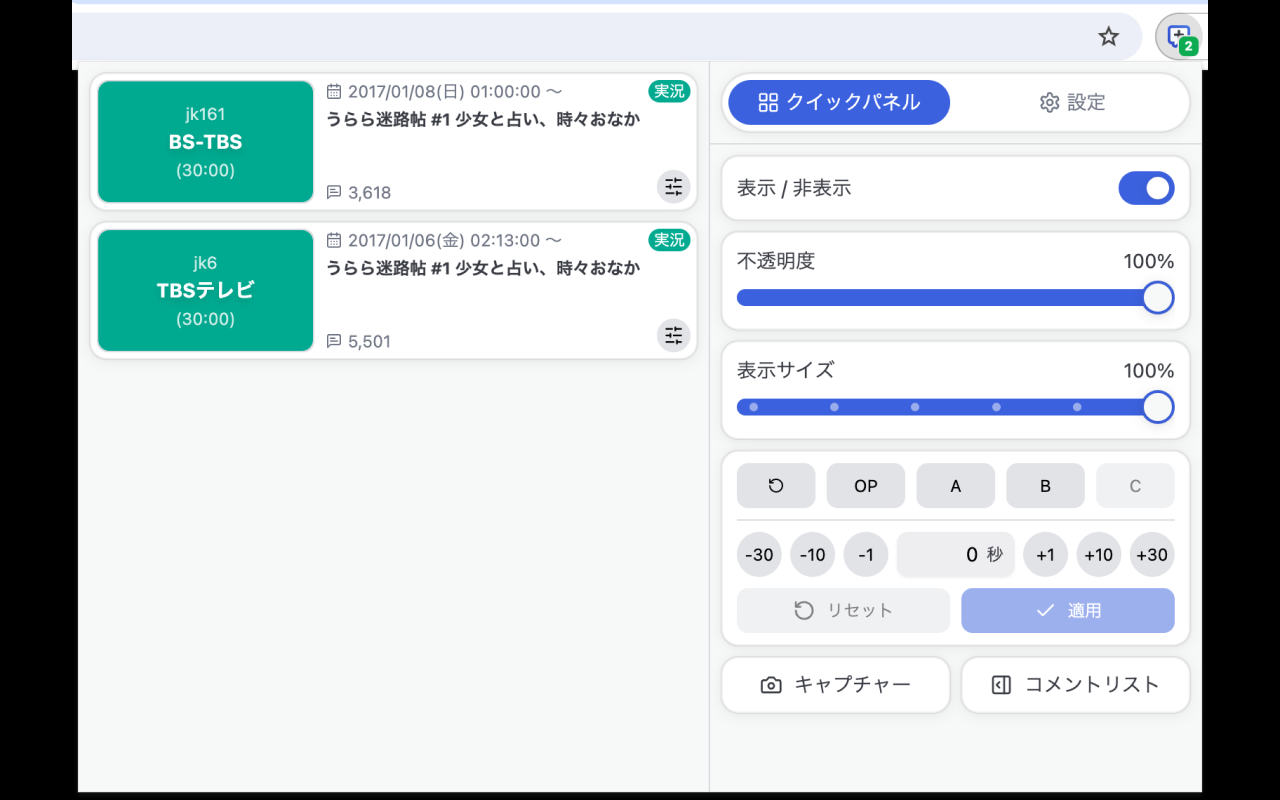 2
jk161
BS-TBS
(30:00)
2017/01/08(日) 01:00:00 〜
実況
うらら迷路帖 #1 少女と占い、時々おなか
3,618
jk6
TBSテレビ
(30:00)
2017/01/06(金) 02:13:00 〜
実況
うらら迷路帖 #1 少女と占い、時々おなか
5,501
クイックパネル
設定
表示 / 非表示
不透明度
100%
表示サイズ
100%
OP
A
B
C
-30
-10
-1
0 秒
+1
+10
+30
リセット
適用
キャプチャー
コメントリスト